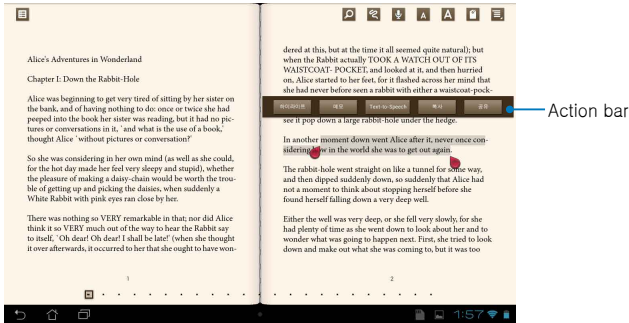 Alice's Adventures in Wonderland
Chapter I: Down the Rabbit-Hole
Alice was beginning to get very tired of sitting by her sister on
the bank, and of having nothing to do: once or twice she had
peeped into the book her sister was reading, but it had no pic-
tures or conversations in it, `and what is the use of a book,'
thought Alice `without pictures or conversation?'
So she was considering in her own mind (as well as she could,
for the hot day made her feel very sleepy and stupid), whether
the pleasure of making a daisy-chain would be worth the trou-
ble of getting up and picking the daisies, when suddenly a
White Rabbit with pink eyes ran close by her.
There was nothing so VERY remarkable in that; nor did Alice
think it so VERY much out of the way to hear the Rabbit say
to itself, `Oh dear! Oh dear! I shall be late!' (when she thought
it over afterwards, it occurred to her that she ought to have won-
1
A
A
dered at this, but at the time it all seemed quite natural); but
when the Rabbit actually TOOK A WATCH OUT OF ITS
WAISTCOAT- POCKET, and looked at it, and then hurried
on, Alice started to her feet, for it flashed across her mind that
she had never before seen a rabbit with either a waistcoat-pock-
하이라이트 메모 Text-to-Speech 복사 공유
see it pop down a large rabbit-hole under the hedge.
In another moment down went Alice after it, never once con-
sidering how in the world she was to get out again.
The rabbit-hole went straight on like a tunnel for some way,
and then dipped suddenly down, so suddenly that Alice had
not a moment to think about stopping herself before she
found herself falling down a very deep well.
Either the well was very deep, or she fell very slowly, for she
had plenty of time as she went down to look about her and to
wonder what was going to happen next. First, she tried to look
down and make out what she was coming to, but it was too
2
1:57
Action bar